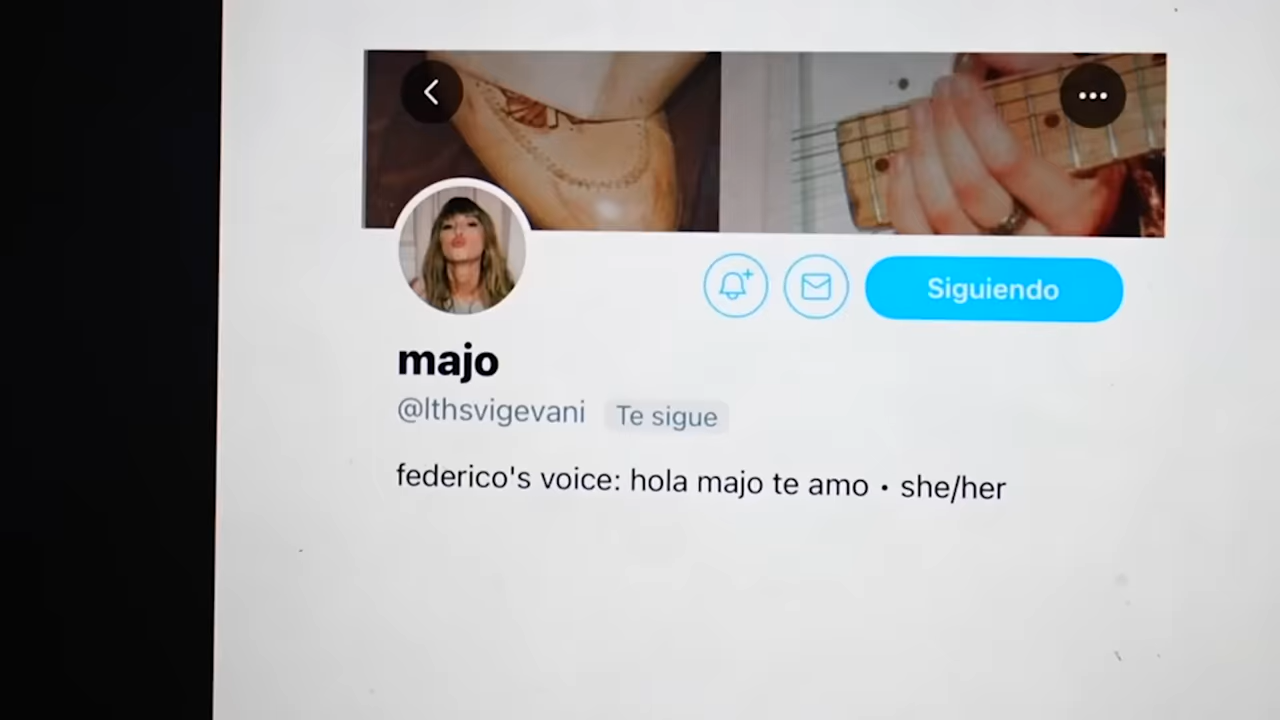 Siguiendo
majo
@lthsvigevani Te sigue
federico's voice: hola majo te amo • she/her